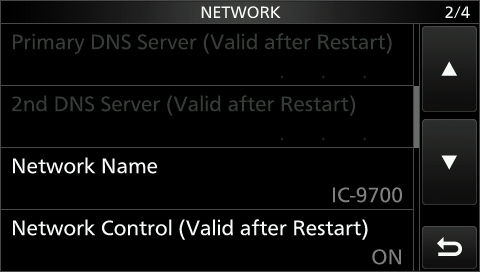 NETWORK 2/4
Primary DNS Server (Valid after Restart)
. . .
2nd DNS Server (Valid after Restart)
. . .
Network Name
IC-9700
Network Control (Valid after Restart)
ON